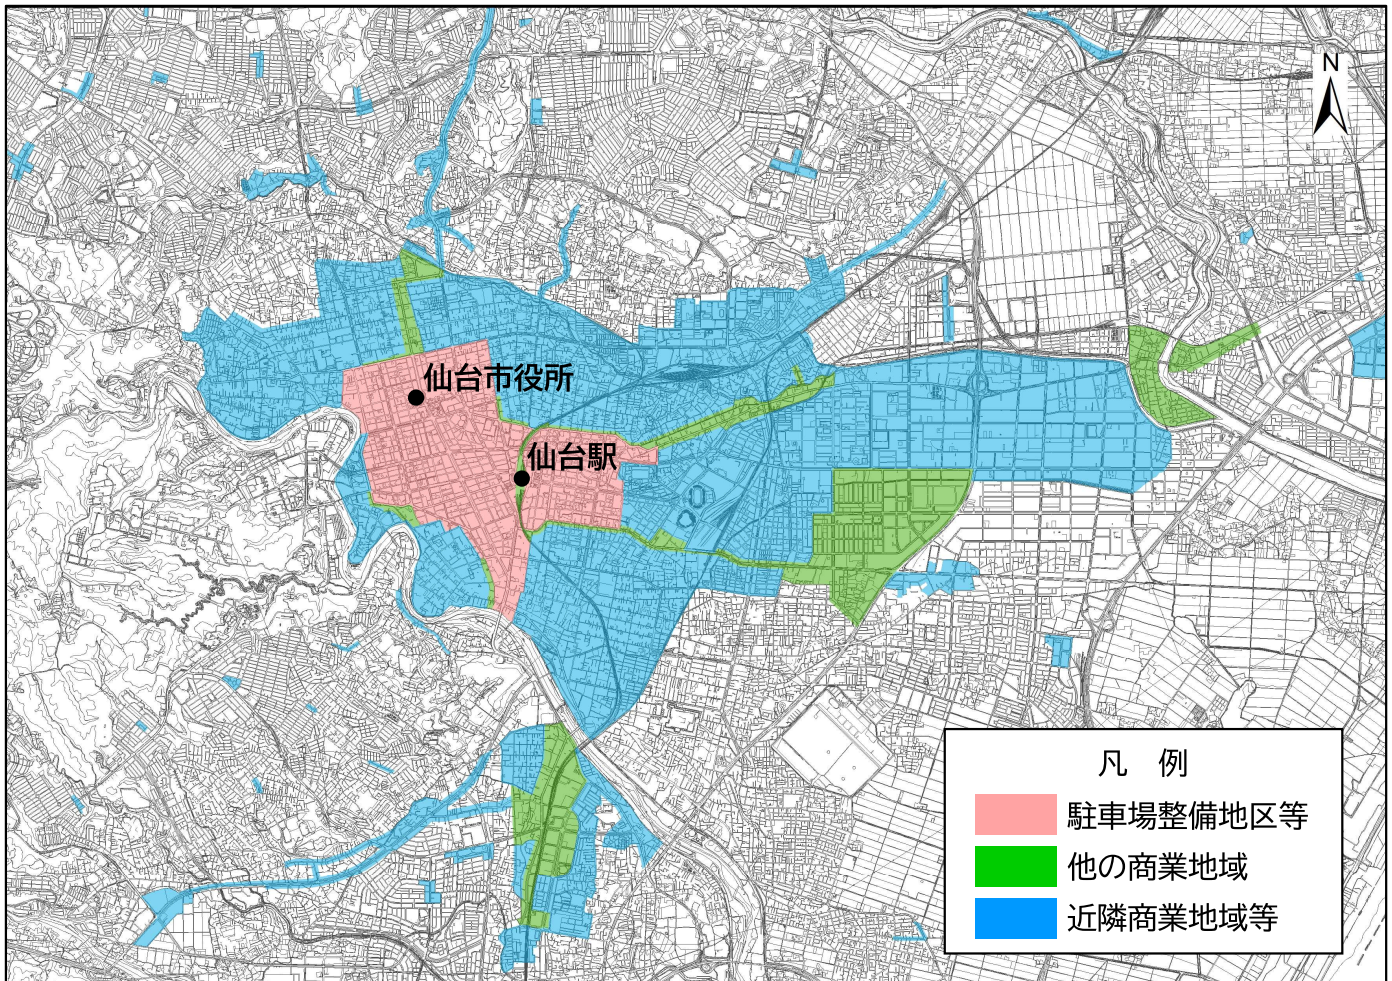 N
仙台市役所
仙台駅
凡 例
駐車場整備地区等
他の商業地域
近隣商業地域等